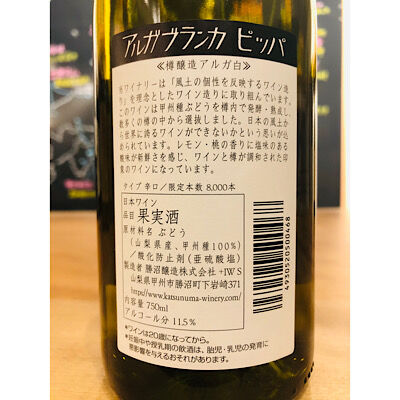 アルガブランカ ピッパ
≪樽醸造アルガ白≫
ワイナリーは「風土の個性を反映するワイン造
り」を理念としたワイン造りに取り組んでいます。
このワインは甲州種ぶどうを樽内で発酵・熟成し、
数多くの樽の中から選抜しました。日本の風土か
ら世界に誇るワインができないかという思いが込
められています。レモン・桃の香りに塩味のある
酸味が新鮮さを感じ、ワインと樽が調和された印
象のワインになっています。
タイプ 辛口/限定本数 8,000本
日本ワイン
品目 果実酒
原材料名 ぶどう
(山梨県産、甲州種100%)
/酸化防止剤(亜硫酸塩)
製造者 勝沼醸造株式会社 +IW S
山梨県甲州市勝沼町下岩崎371
https://www.katsunuma-winery.com/
内容量 750ml
アルコール分 11.5%
*ワインは20歳になってから。
*妊娠中や授乳期の飲酒は、胎児・乳児の発育に
悪影響を与えるおそれがあります。
4930520500468